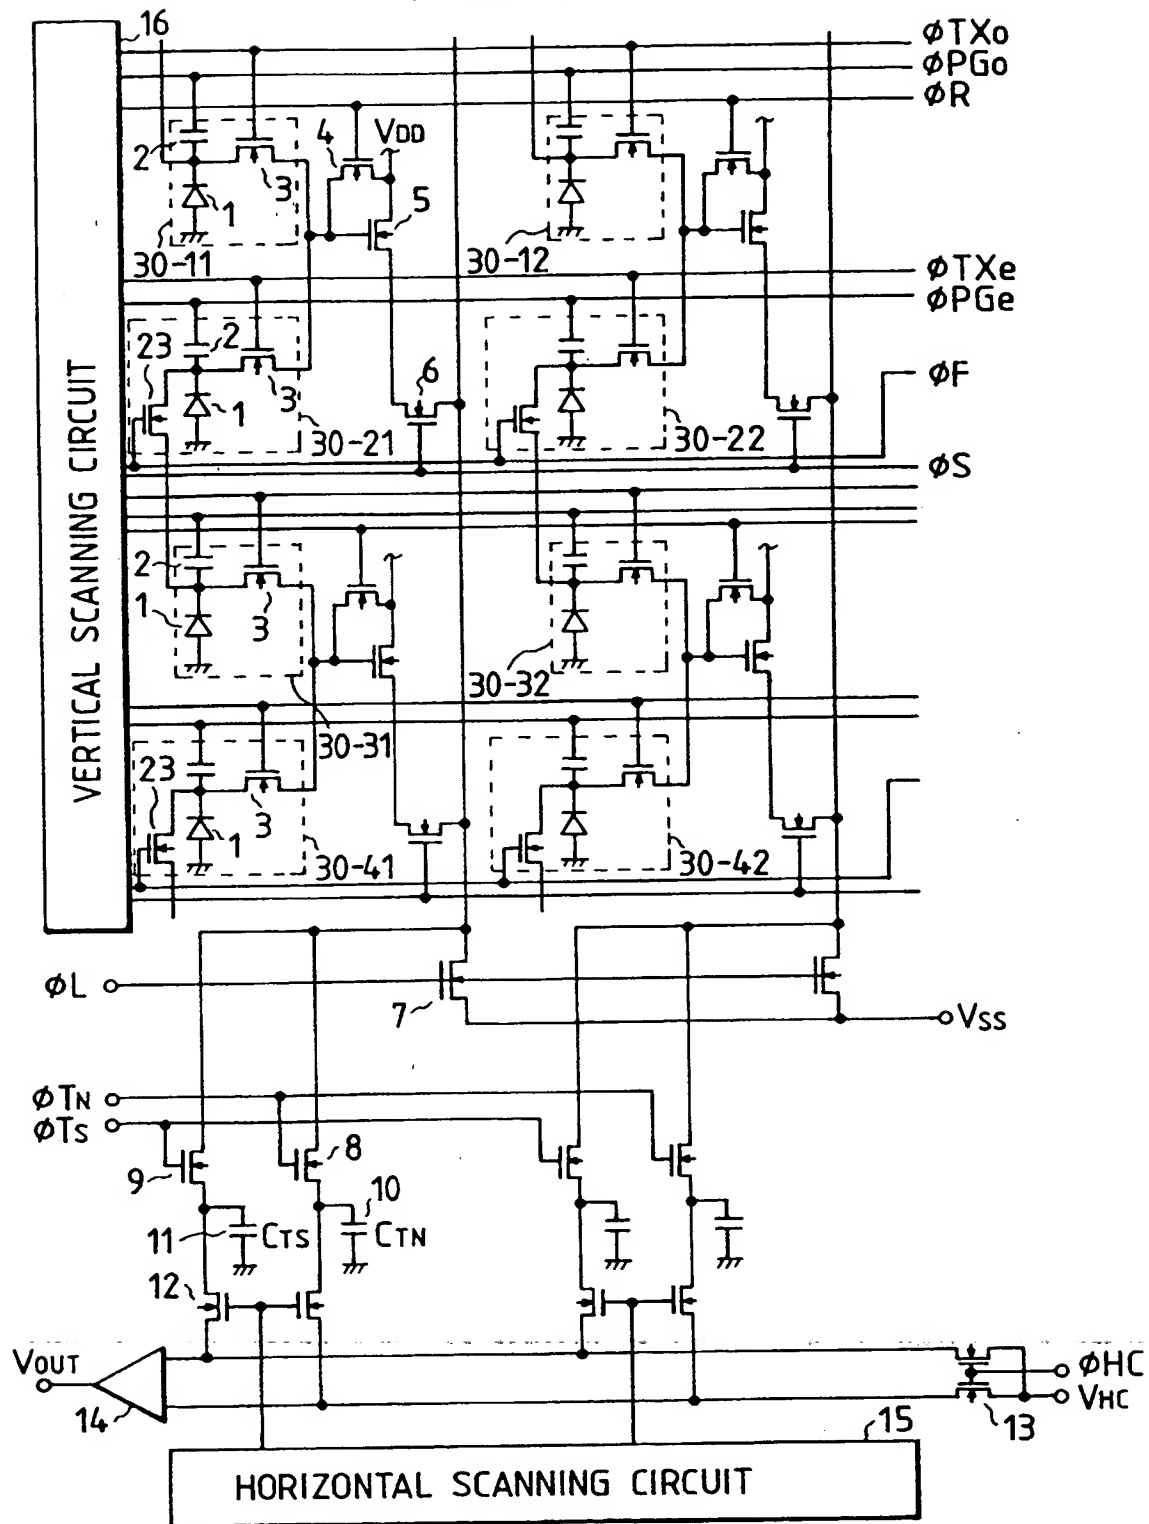 16
φTXo
φPGo
φR
2
3
4
VDD
1
5
30-11
30-12
φTXe
φPGe
23
2
6
φF
1
3
30-21
30-22
φS
VERTICAL SCANNING CIRCUIT
2
1
3
30-32
30-31
23
3
1
30-41
30-42
φL
7
VSS
φTN
φTS
9
8
10
11
CTS
CTN
12
VOUT
φHC
VHC
14
13
15
HORIZONTAL SCANNING CIRCUIT